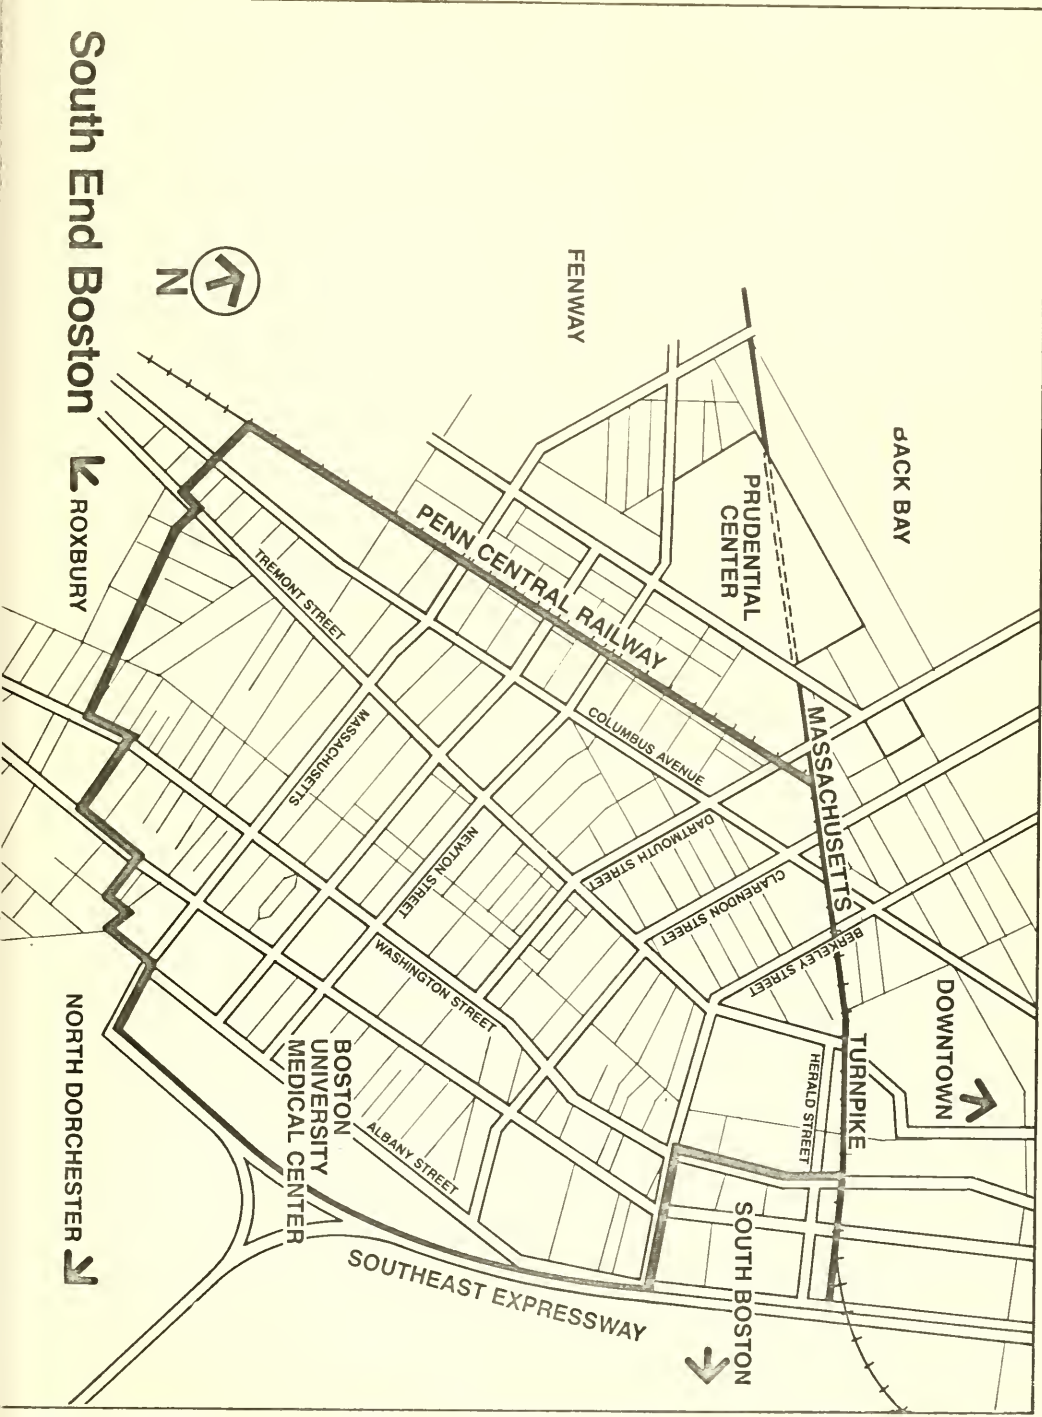 South End Boston
N
ROXBURY
NORTH DORCHESTER
FENWAY
BACK BAY
PRUDENTIAL
CENTER
DOWNTOWN
SOUTH BOSTON
PENN CENTRAL RAILWAY
MASSACHUSETTS
TURNPIKE
COLUMBUS AVENUE
TREMONT STREET
MASSACHUSETTS
NEWTON STREET
DARTMOUTH STREET
CLARENDON STREET
BERKELEY STREET
HERALD STREET
WASHINGTON STREET
BOSTON
UNIVERSITY
MEDICAL CENTER
ALBANY STREET
SOUTHEAST EXPRESSWAY